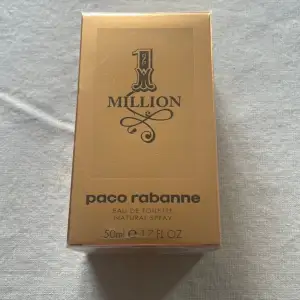 1
MILLION
paco rabanne
EAU DE TOILETTE
NATURAL SPRAY
50ml ℮ 1.7 FL OZ